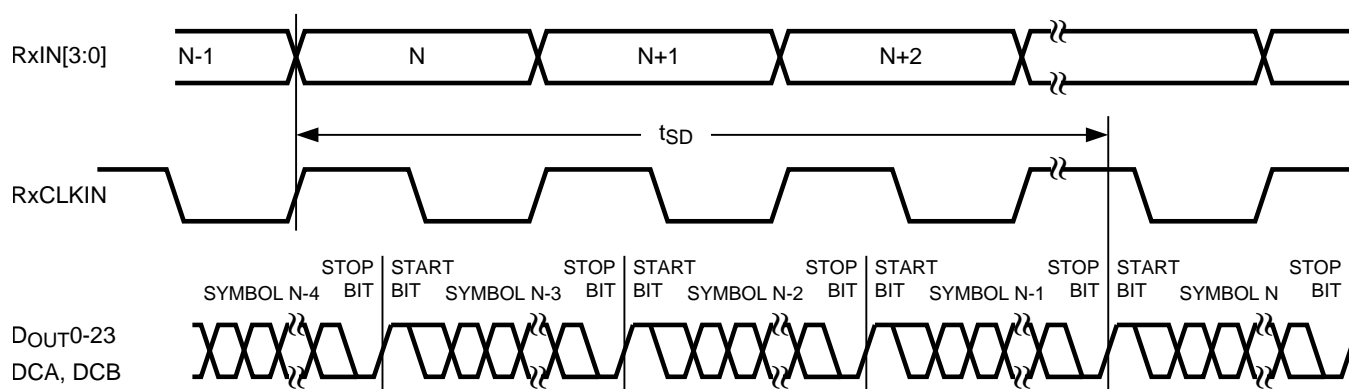 RxIN[3:0] N-1 N N+1 N+2
tSD
RxCLKIN
STOP START STOP START STOP START STOP START STOP
SYMBOL N-4 BIT BIT SYMBOL N-3 BIT BIT SYMBOL N-2 BIT BIT SYMBOL N-1 BIT BIT SYMBOL N BIT
DOUT0-23
DCA, DCB